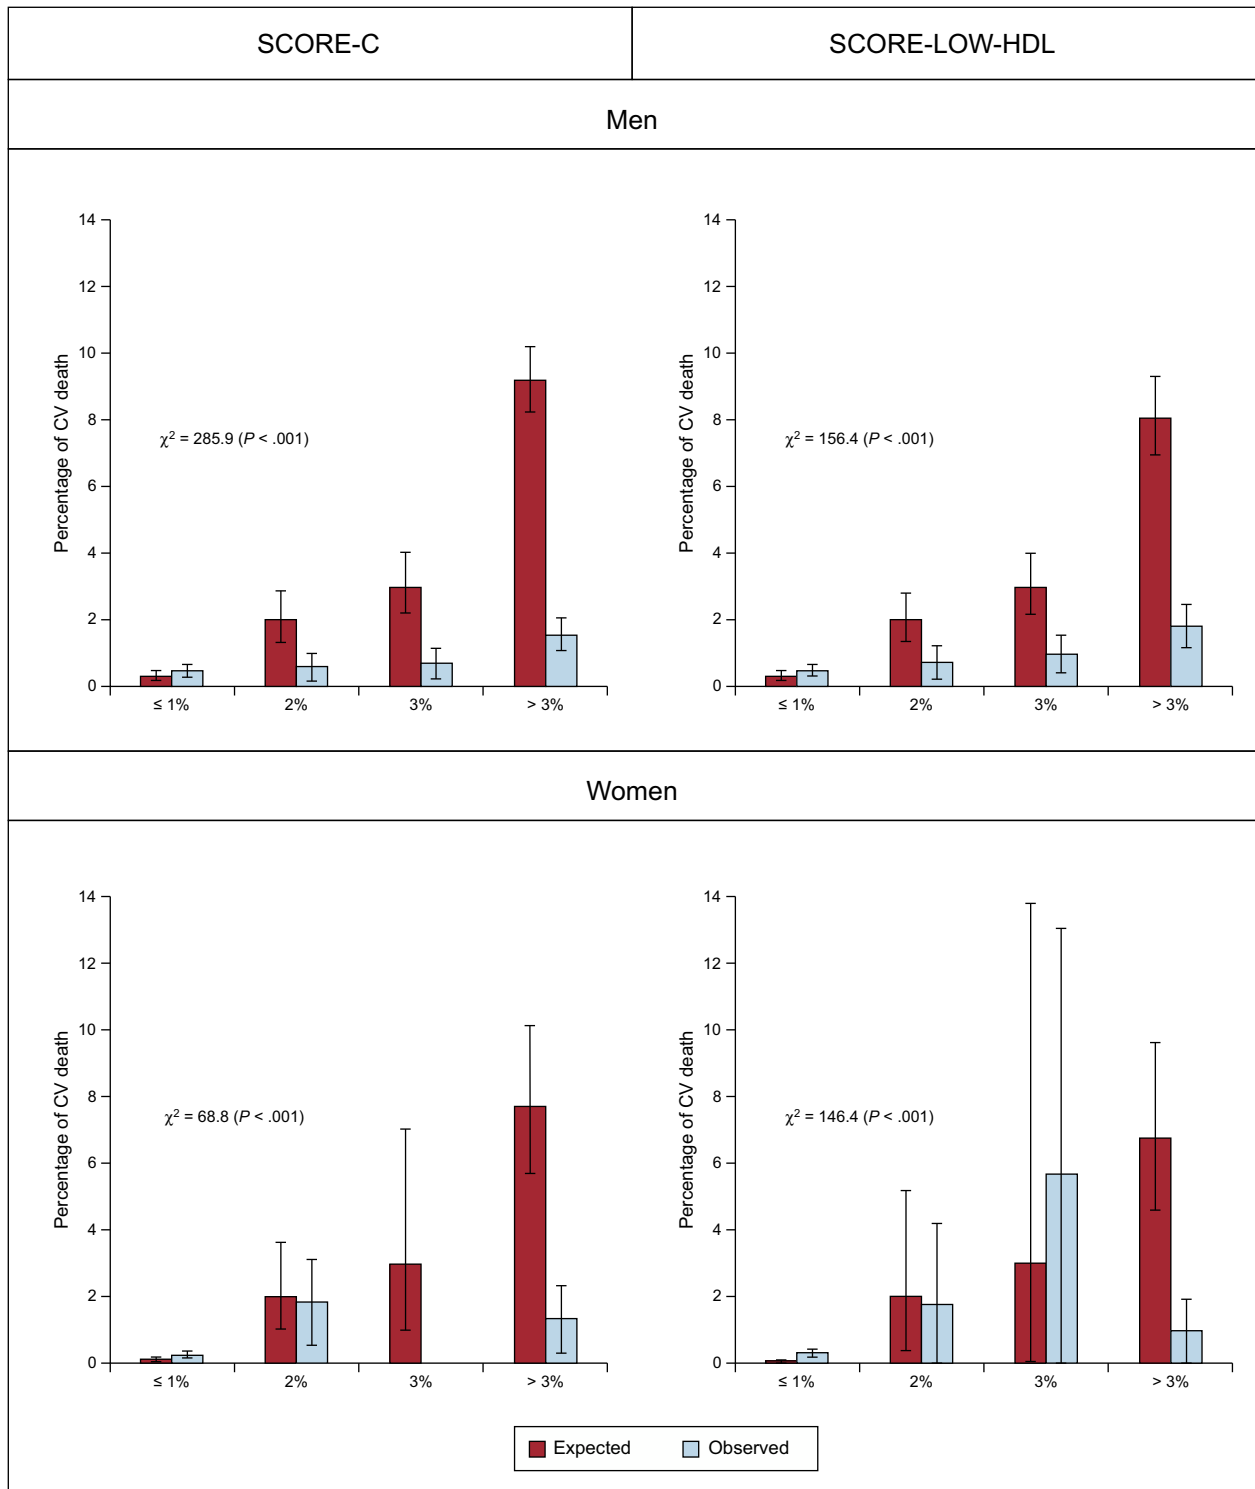 SCORE-C
SCORE-LOW-HDL
Men
Percentage of CV death
14
12
10
8
6
4
2
0
χ² = 285.9 (P < .001)
≤ 1% 2% 3% > 3%
Percentage of CV death
14
12
10
8
6
4
2
0
χ² = 156.4 (P < .001)
≤ 1% 2% 3% > 3%
Women
Percentage of CV death
14
12
10
8
6
4
2
0
χ² = 68.8 (P < .001)
≤ 1% 2% 3% > 3%
Percentage of CV death
14
12
10
8
6
4
2
0
χ² = 146.4 (P < .001)
≤ 1% 2% 3% > 3%
Expected Observed